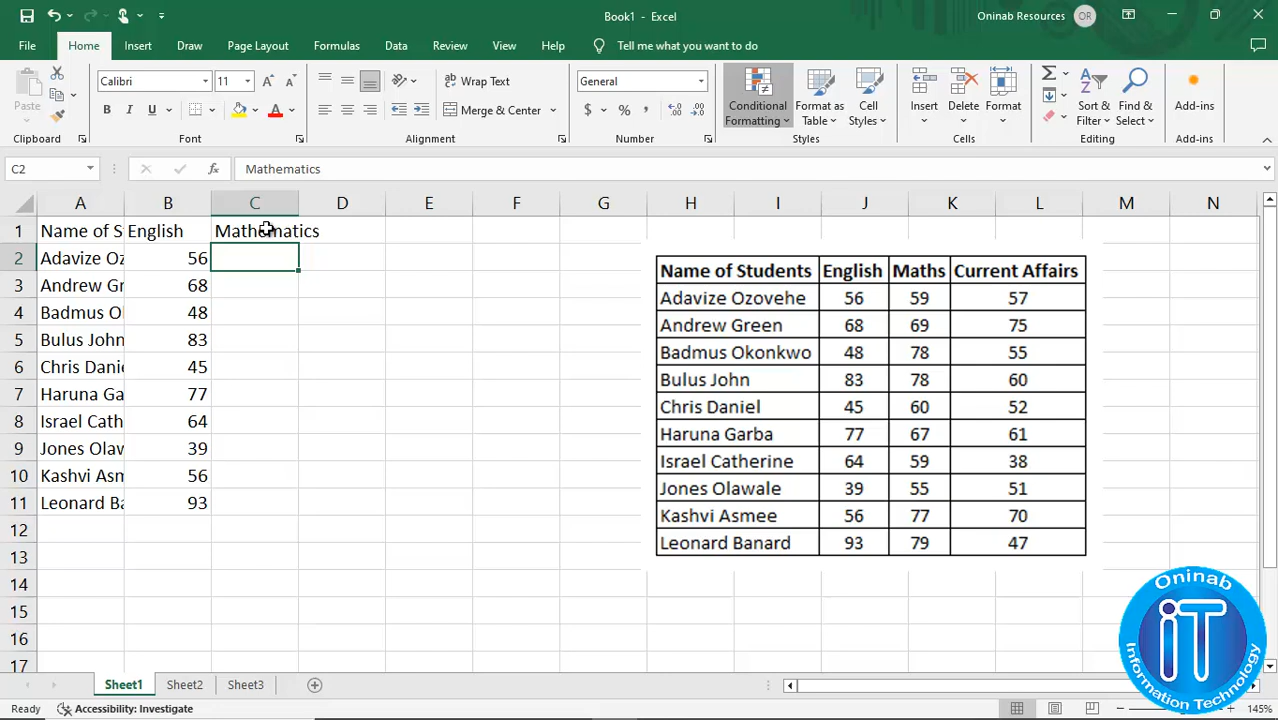 Book1 - Excel
Oninab Resources OR
File Home Insert Draw Page Layout Formulas Data Review View Help Tell me what you want to do
Paste
Calibri 11
B I U
Wrap Text
Merge & Center
General
$ %
Conditional Formatting
Format as Table
Cell Styles
Insert
Delete
Format
Sort & Filter
Find & Select
Add-ins
Clipboard Font Alignment Number Styles Cells Editing Add-ins
C2 fx Mathematics
A B C D E F G H I J K L M N
1 Name of S English Mathematics
2 Adavize Oz 56
3 Andrew Gr 68
4 Badmus O 48
5 Bulus John 83
6 Chris Danie 45
7 Haruna Ga 77
8 Israel Cath 64
9 Jones Olaw 39
10 Kashvi Asm 56
11 Leonard Ba 93
12
13
14
15
16
17
Name of Students English Maths Current Affairs
Adavize Ozovehe 56 59 57
Andrew Green 68 69 75
Badmus Okonkwo 48 78 55
Bulus John 83 78 60
Chris Daniel 45 60 52
Haruna Garba 77 67 61
Israel Catherine 64 59 38
Jones Olawale 39 55 51
Kashvi Asmee 56 77 70
Leonard Banard 93 79 47
Oninab
iT
Information Technology
Sheet1 Sheet2 Sheet3
Ready Accessibility: Investigate 145%